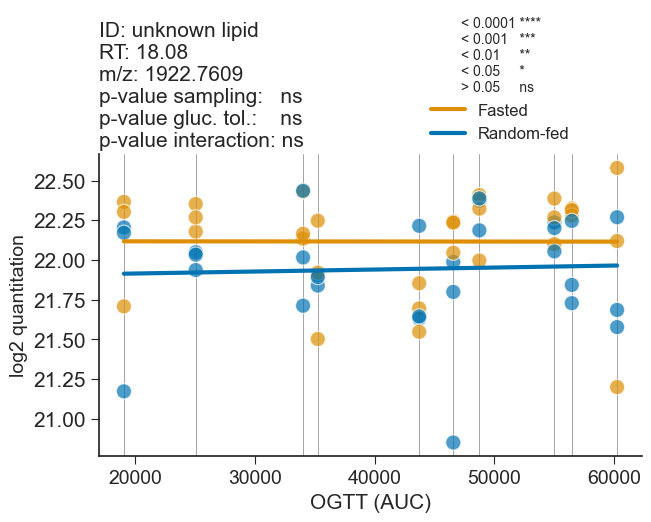 ID: unknown lipid
RT: 18.08
m/z: 1922.7609
p-value sampling: ns
p-value gluc. tol.: ns
p-value interaction: ns
< 0.0001 ****
< 0.001 ***
< 0.01 **
< 0.05 *
> 0.05 ns
Fasted
Random-fed
log2 quantitation
22.50
22.25
22.00
21.75
21.50
21.25
21.00
20000 30000 40000 50000 60000
OGTT (AUC)